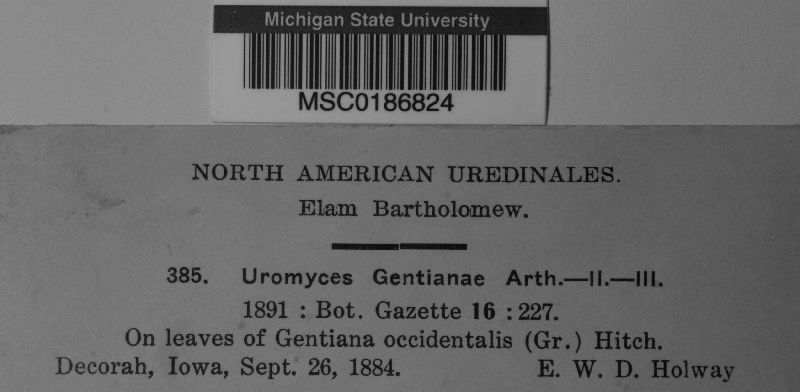 Michigan State University
MSC0186824
NORTH AMERICAN UREDINALES.
Elam Bartholomew.
385. Uromyces Gentianae Arth.—II.—III.
1891 : Bot. Gazette 16 : 227.
On leaves of Gentiana occidentalis (Gr.) Hitch.
Decorah, Iowa, Sept. 26, 1884. E. W. D. Holway